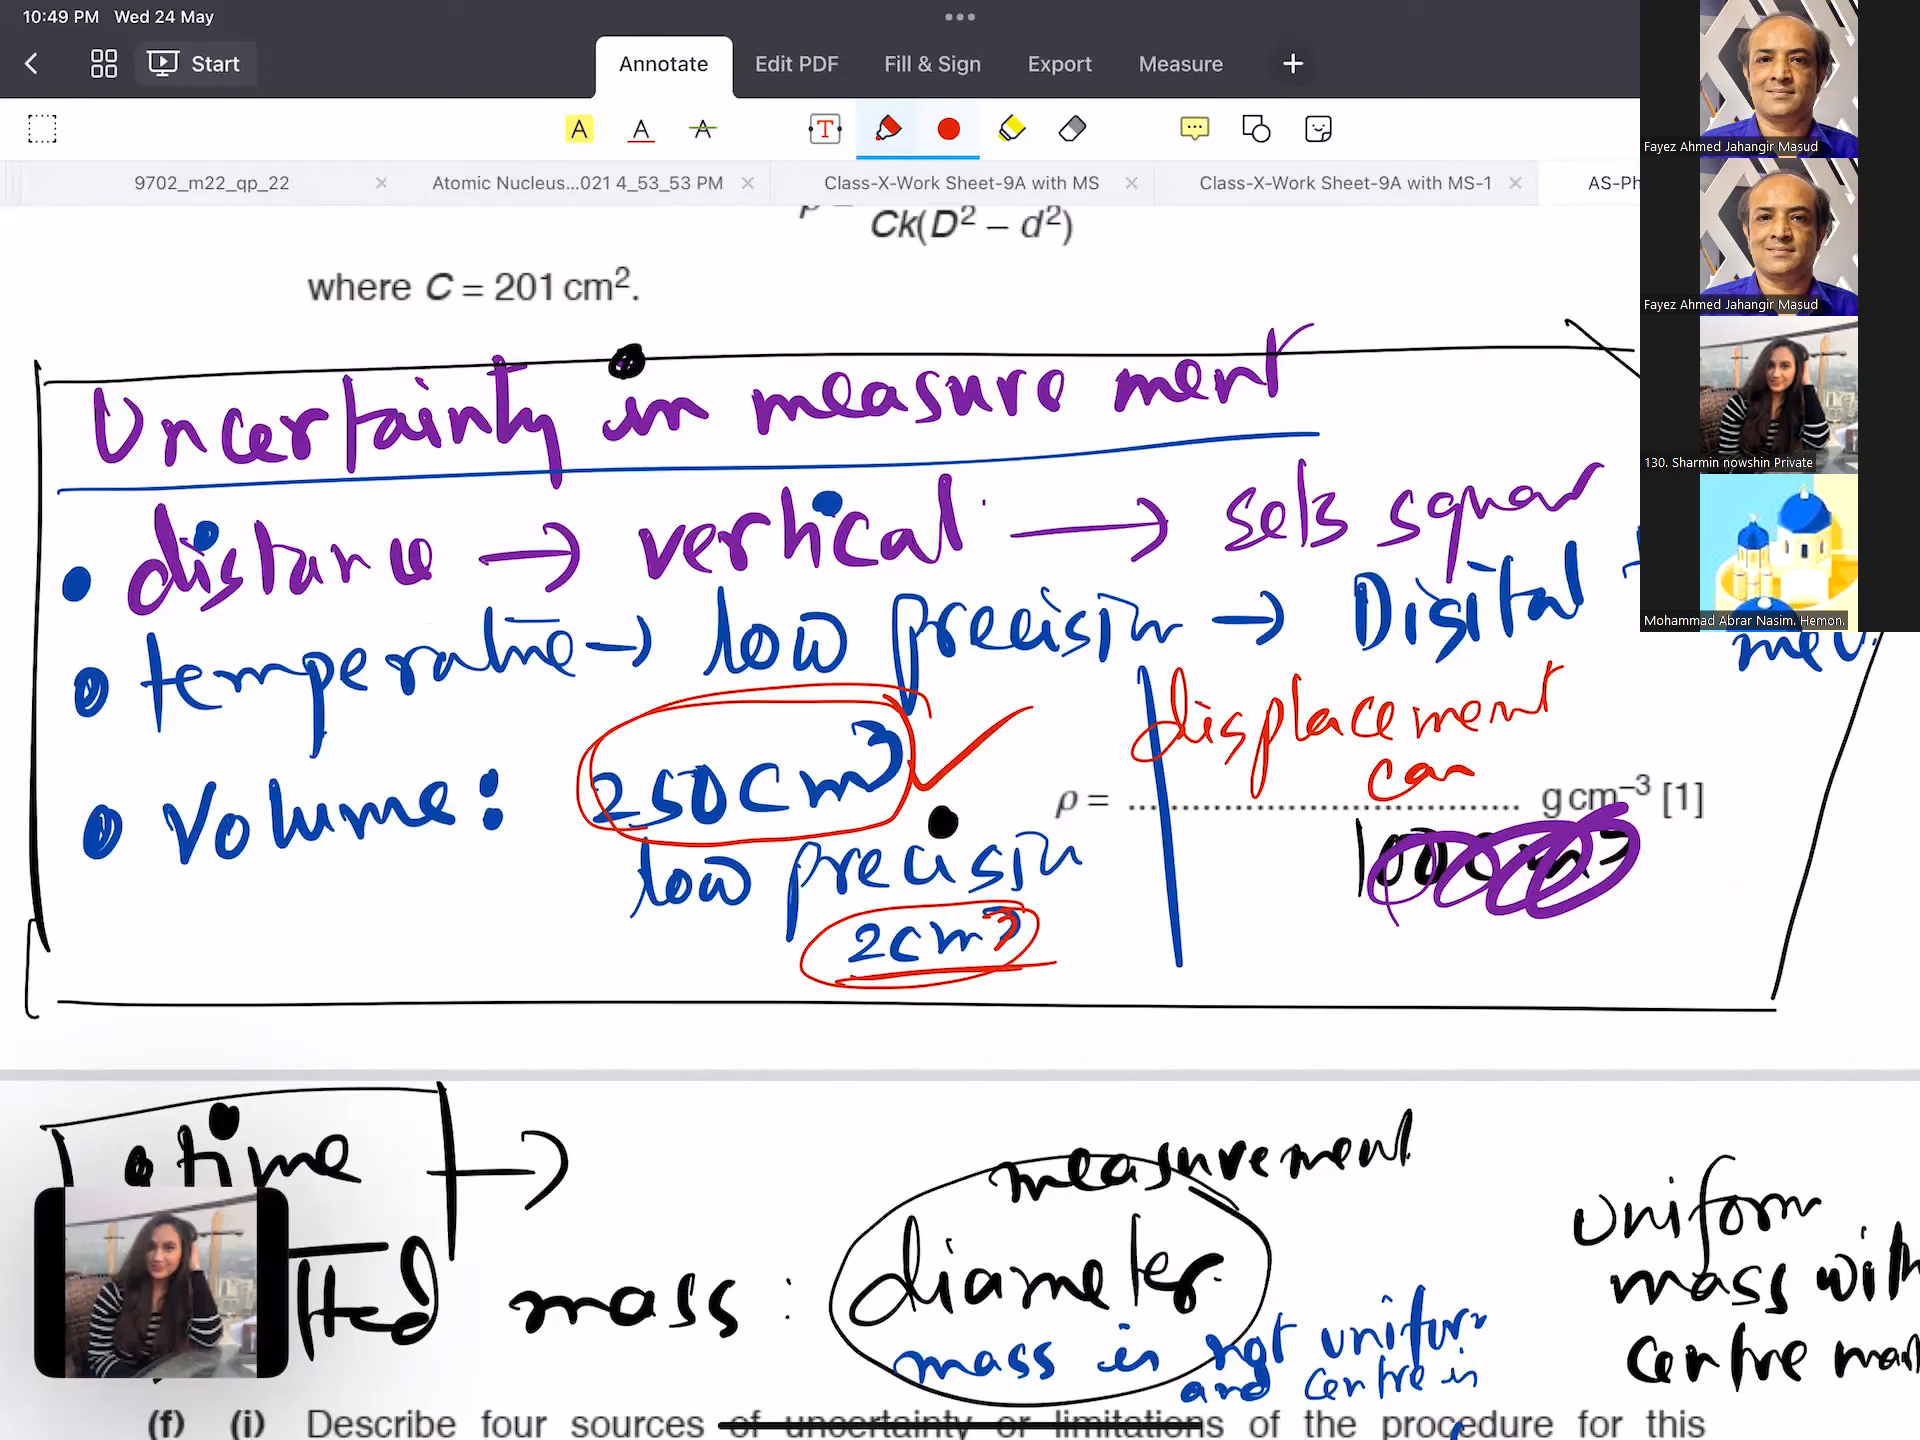 10:49 PM Wed 24 May
Start
Annotate
Edit PDF
Fill & Sign
Export
Measure
9702_m22_qp_22
Atomic Nucleus...021 4_53_53 PM
Class-X-Work Sheet-9A with MS
Class-X-Work Sheet-9A with MS-1
AS-Ph
Fayez Ahmed Jahangir Masud
Fayez Ahmed Jahangir Masud
130. Sharmin nowshin Private
Mohammad Abrar Nasim. Hemon.
Ck(D² – d²)
where C = 201 cm².
Uncertainty in measurement
distance → vertical → sets squar
temperature → low precision → Digital
Volume: 250cm³
displacement
can
low precision
2cm³
ρ = ........................................ g cm⁻³ [1]
100cm³
time →
measurement
mass : diameter
mass is not uniform
and centre is
uniform
mass with
centre mark
(f) (i) Describe four sources of uncertainty or limitations of the procedure for this